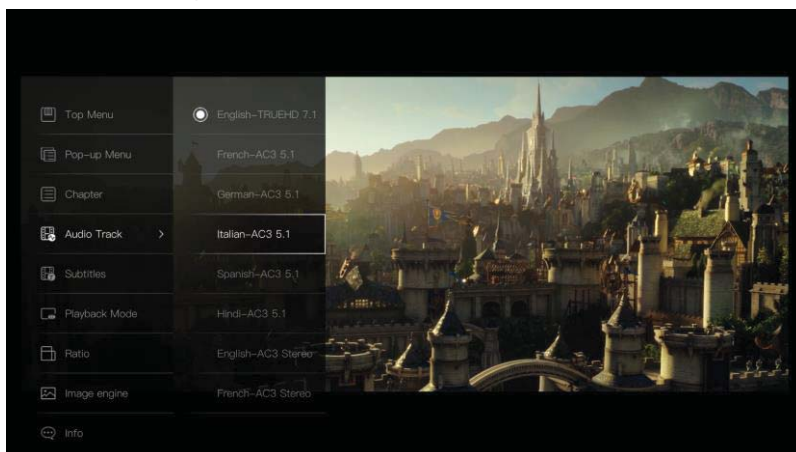 Top Menu
Pop-up Menu
Chapter
Audio Track >
Subtitles
Playback Mode
Ratio
Image engine
Info
English-TRUEHD 7.1
French-AC3 5.1
German-AC3 5.1
Italian-AC3 5.1
Spanish-AC3 5.1
Hindi-AC3 5.1
English-AC3 Stereo
French-AC3 Stereo